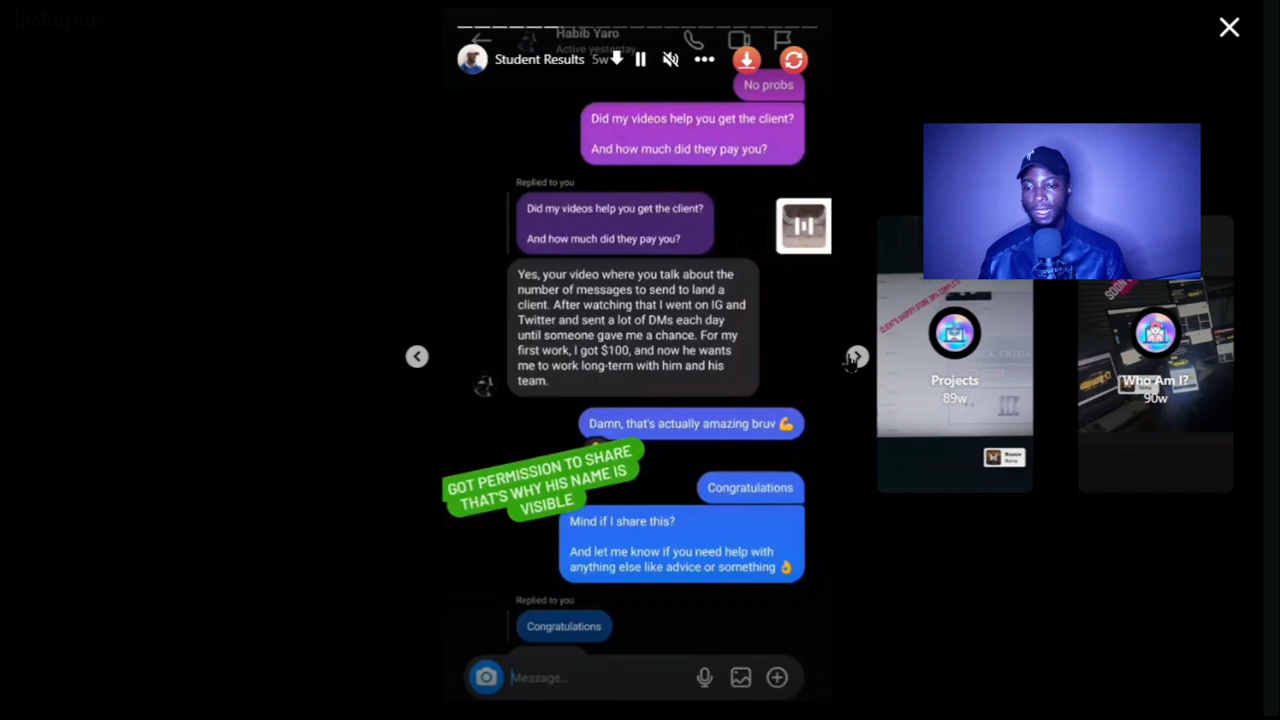 Instagram
Habib Yaro
Active yesterday
Student Results 5w
No probs
Did my videos help you get the client?
And how much did they pay you?
Replied to you
Did my videos help you get the client?
And how much did they pay you?
Yes, your video where you talk about the
number of messages to send to land a
client. After watching that I went on IG and
Twitter and sent a lot of DMs each day
until someone gave me a chance. For my
first work, I got $100, and now he wants
me to work long-term with him and his
team.
Damn, that's actually amazing bruv 💪
GOT PERMISSION TO SHARE
THAT'S WHY HIS NAME IS
VISIBLE
Congratulations
Mind if I share this?
And let me know if you need help with
anything else like advice or something 👌
Replied to you
Congratulations
Message...
Projects
89w
Who Am I?
90w